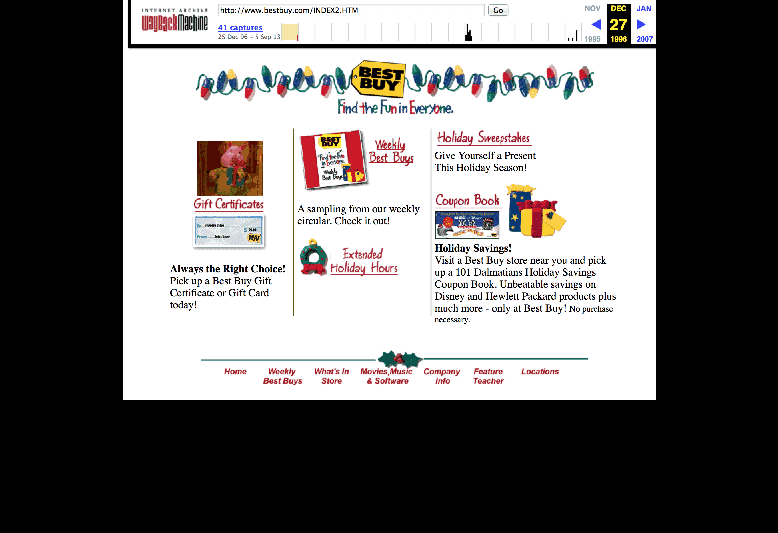 INTERNET ARCHIVE
WayBackMachine
http://www.bestbuy.com/INDEX2.HTM
Go
41 captures
NOV DEC JAN
27
1995 1996 2007
BEST BUY
Find the Fun in Everyone.
Gift Certificates
Always the Right Choice!
Pick up a Best Buy Gift
Certificate or Gift Card
today!
BEST
BUY
Weekly
Best Buys
A sampling from our weekly
circular. Check it out!
Extended
Holiday Hours
Holiday Sweepstakes
Give Yourself a Present
This Holiday Season!
Coupon Book
Holiday Savings!
Visit a Best Buy store near you and pick
up a 101 Dalmatians Holiday Savings
Coupon Book. Unbeatable savings on
Disney and Hewlett Packard products plus
much more - only at Best Buy! No purchase
necessary.
Home
Weekly
Best Buys
What's In
Store
Movies,Music
& Software
Company
Info
Feature
Teacher
Locations